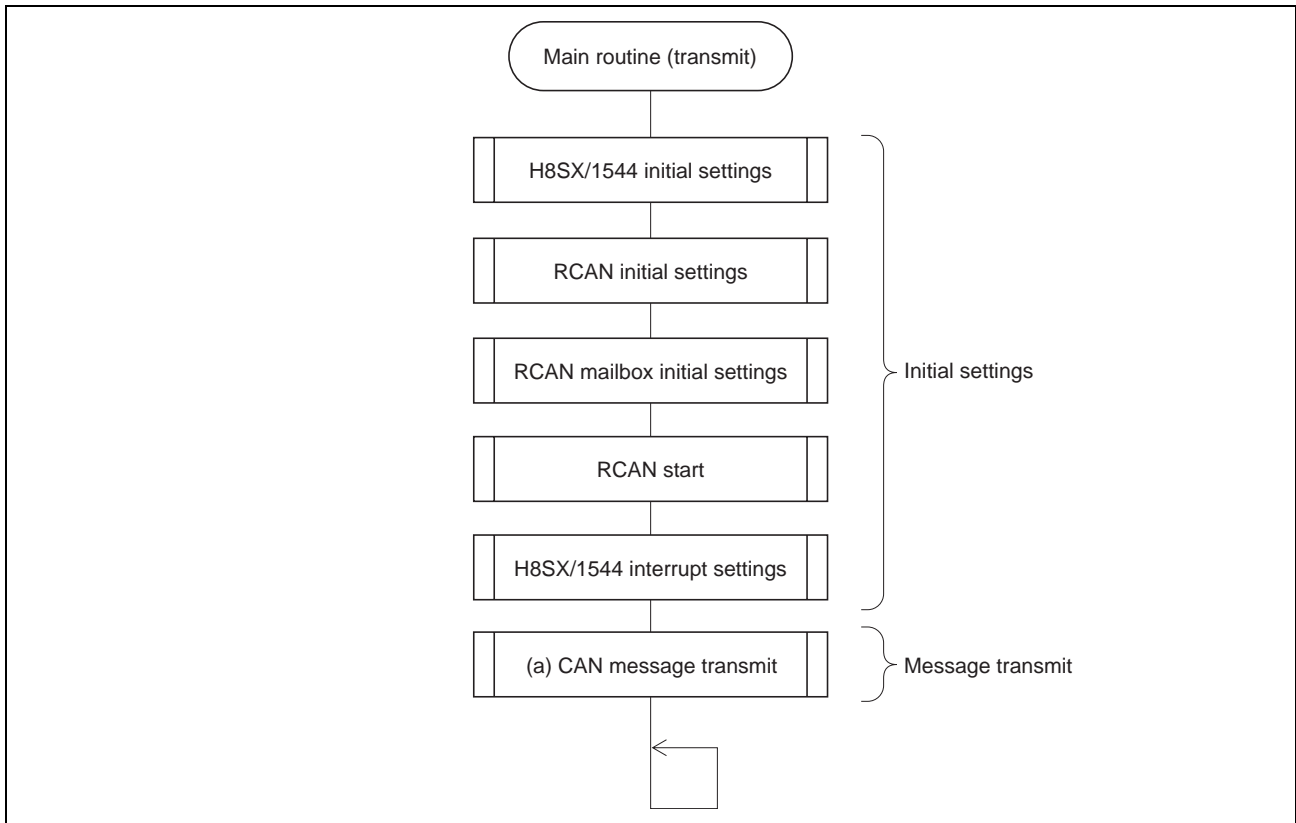 Main routine (transmit)
H8SX/1544 initial settings
RCAN initial settings
RCAN mailbox initial settings
Initial settings
RCAN start
H8SX/1544 interrupt settings
(a) CAN message transmit
Message transmit